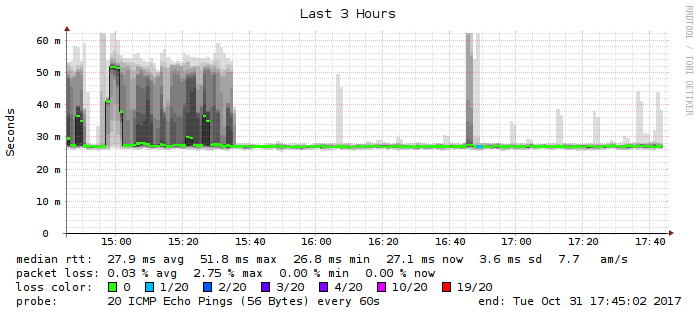 Last 3 Hours
RRDTOOL / TOBI OETIKER
Seconds
60 m
50 m
40 m
30 m
20 m
10 m
0
15:00 15:20 15:40 16:00 16:20 16:40 17:00 17:20 17:40
median rtt: 27.9 ms avg 51.8 ms max 26.8 ms min 27.1 ms now 3.6 ms sd 7.7 am/s
packet loss: 0.03 % avg 2.75 % max 0.00 % min 0.00 % now
loss color: 0 1/20 2/20 3/20 4/20 10/20 19/20
probe: 20 ICMP Echo Pings (56 Bytes) every 60s end: Tue Oct 31 17:45:02 2017